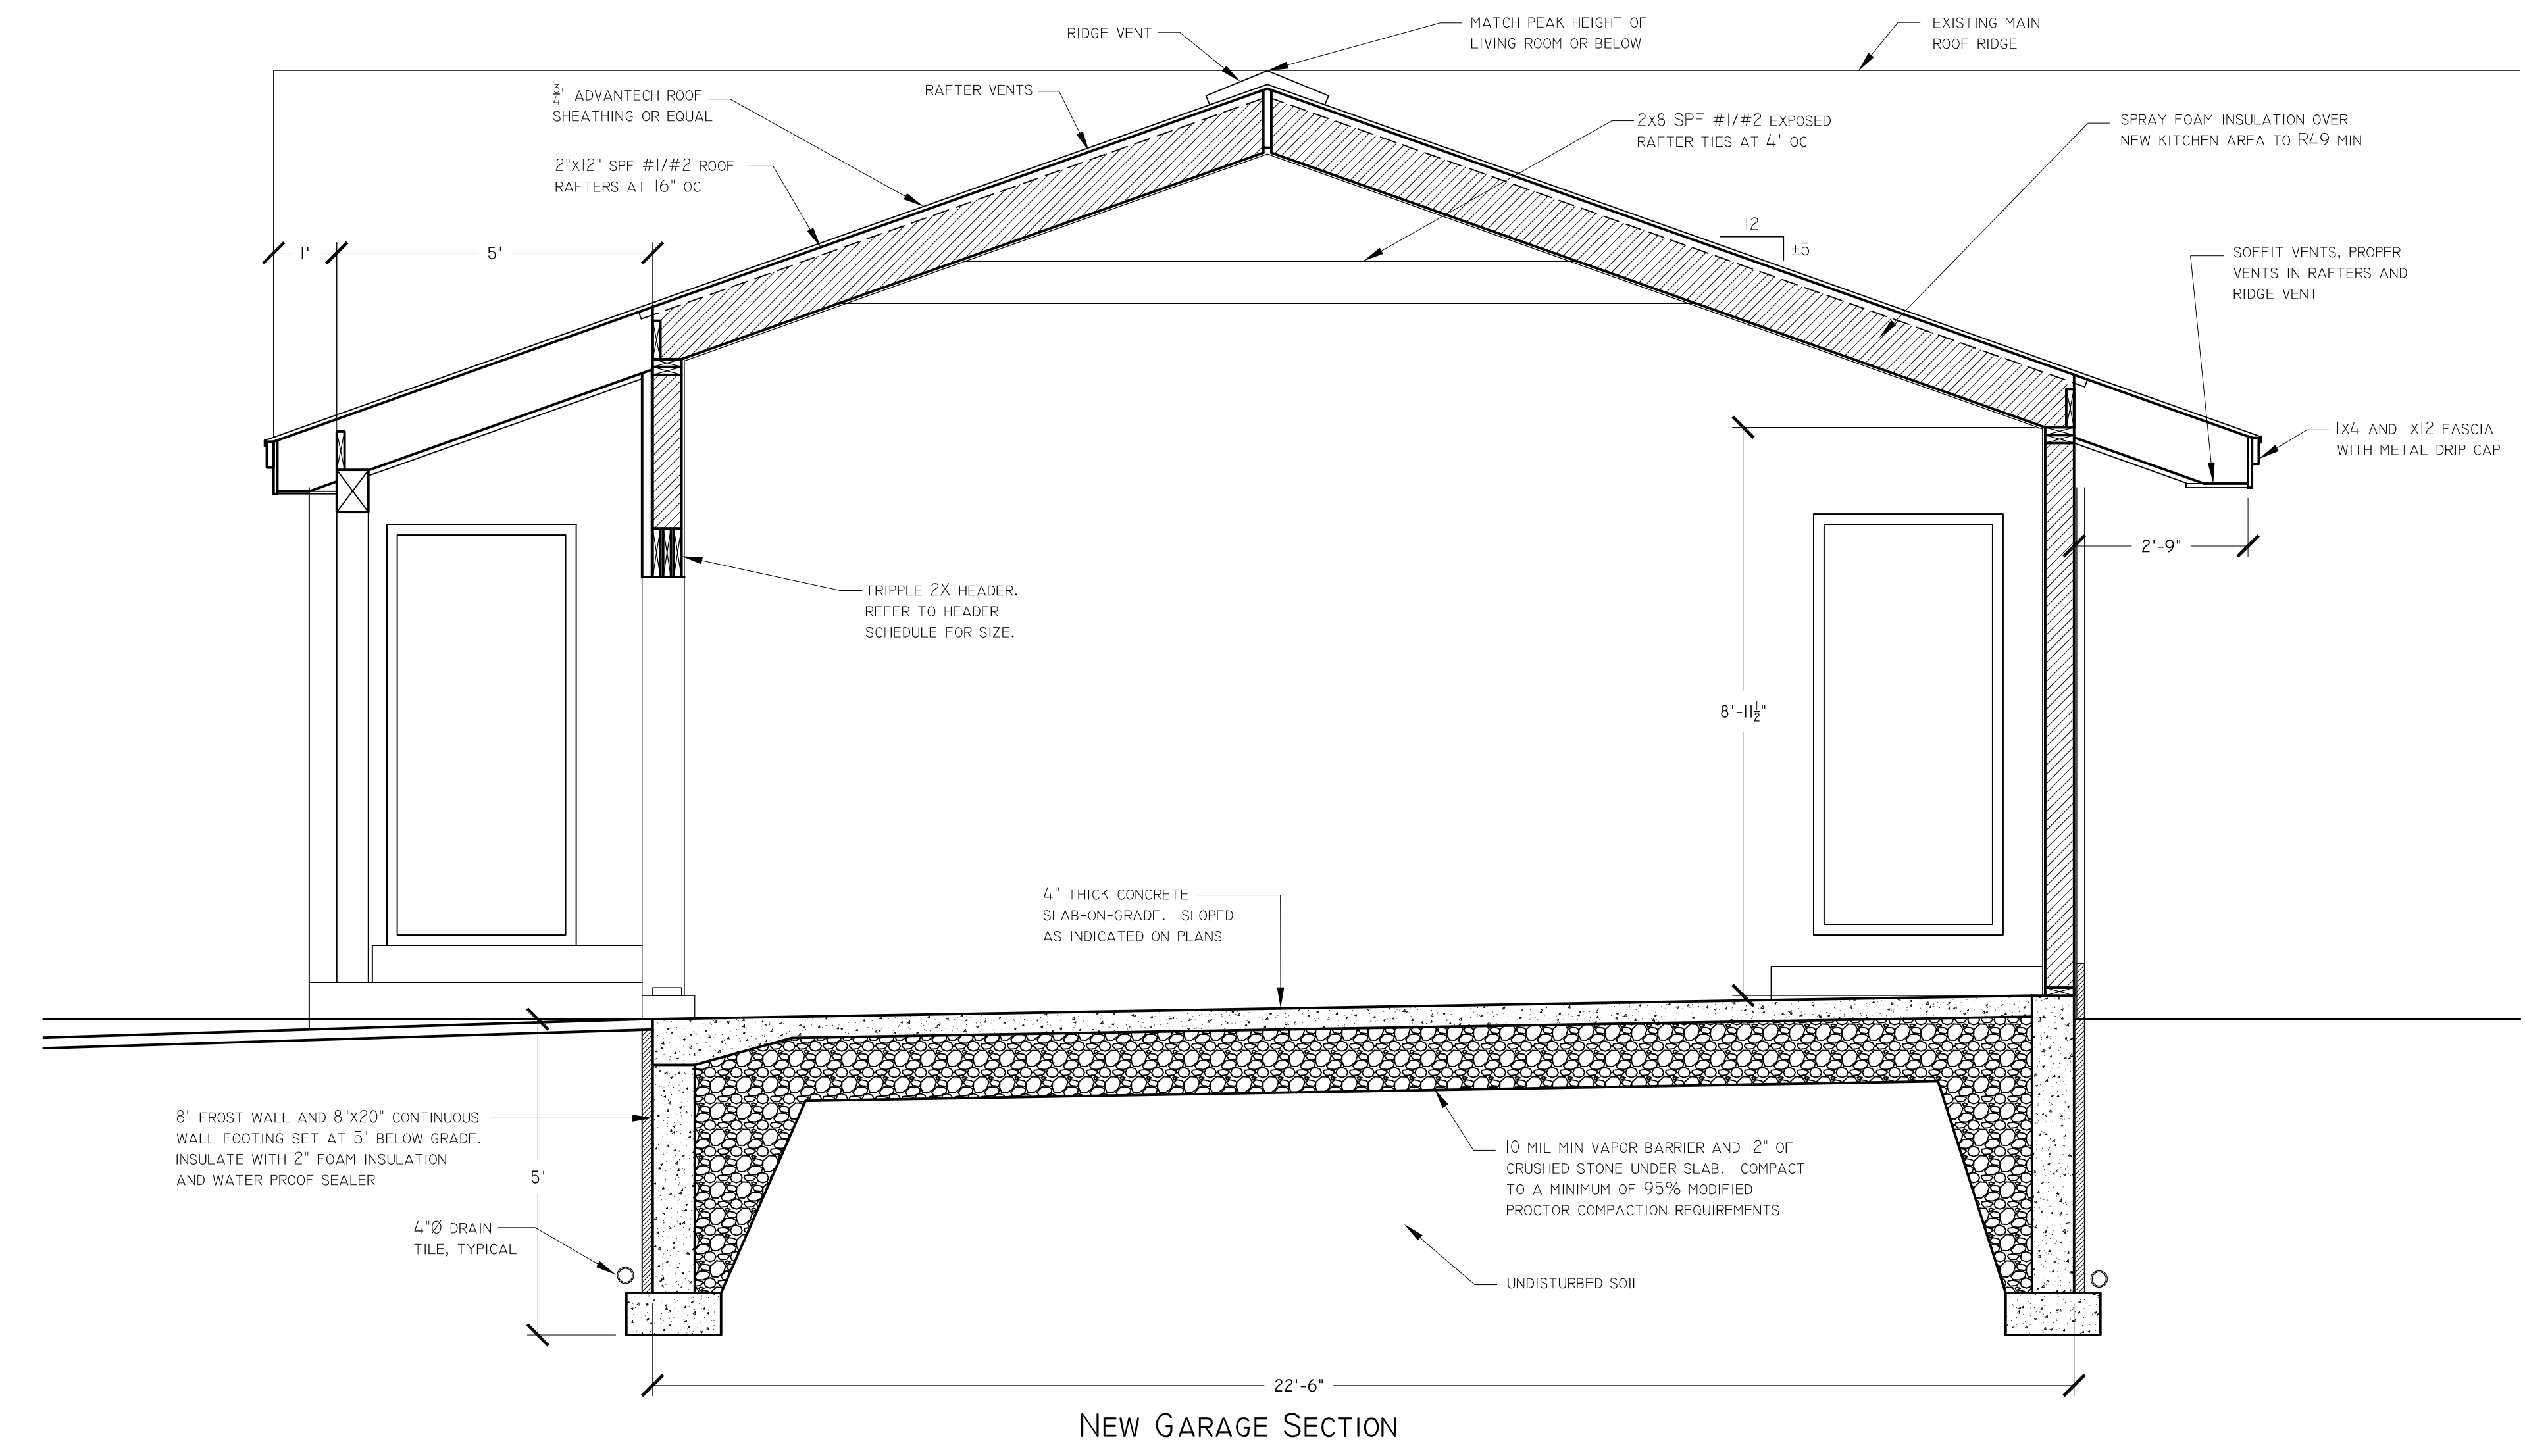 RIDGE VENT
MATCH PEAK HEIGHT OF
LIVING ROOM OR BELOW
EXISTING MAIN
ROOF RIDGE
3/4" ADVANTECH ROOF
SHEATHING OR EQUAL
RAFTER VENTS
2x8 SPF #1/#2 EXPOSED
RAFTER TIES AT 4' OC
SPRAY FOAM INSULATION OVER
NEW KITCHEN AREA TO R49 MIN
2"x12" SPF #1/#2 ROOF
RAFTERS AT 16" OC
12
±5
1'
5'
SOFFIT VENTS, PROPER
VENTS IN RAFTERS AND
RIDGE VENT
1x4 AND 1x12 FASCIA
WITH METAL DRIP CAP
2'-9"
TRIPPLE 2X HEADER.
REFER TO HEADER
SCHEDULE FOR SIZE.
8'-11 1/2"
4" THICK CONCRETE
SLAB-ON-GRADE. SLOPED
AS INDICATED ON PLANS
8" FROST WALL AND 8"x20" CONTINUOUS
WALL FOOTING SET AT 5' BELOW GRADE.
INSULATE WITH 2" FOAM INSULATION
AND WATER PROOF SEALER
5'
10 MIL MIN VAPOR BARRIER AND 12" OF
CRUSHED STONE UNDER SLAB. COMPACT
TO A MINIMUM OF 95% MODIFIED
PROCTOR COMPACTION REQUIREMENTS
4"Ø DRAIN
TILE, TYPICAL
UNDISTURBED SOIL
22'-6"
NEW GARAGE SECTION